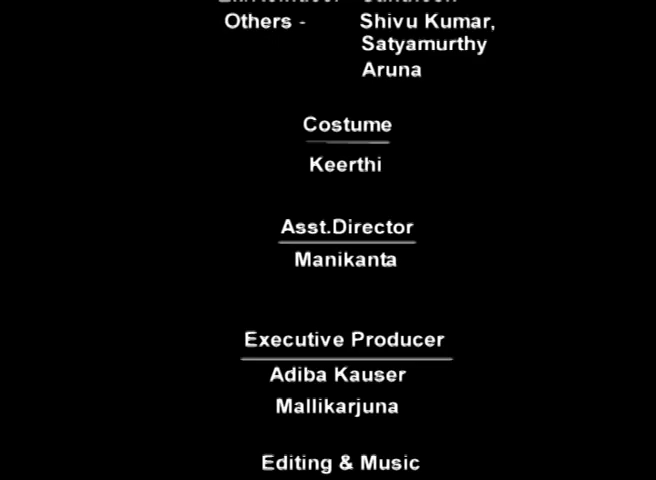 Others - Shivu Kumar,
Satyamurthy
Aruna
Costume
Keerthi
Asst.Director
Manikanta
Executive Producer
Adiba Kauser
Mallikarjuna
Editing & Music